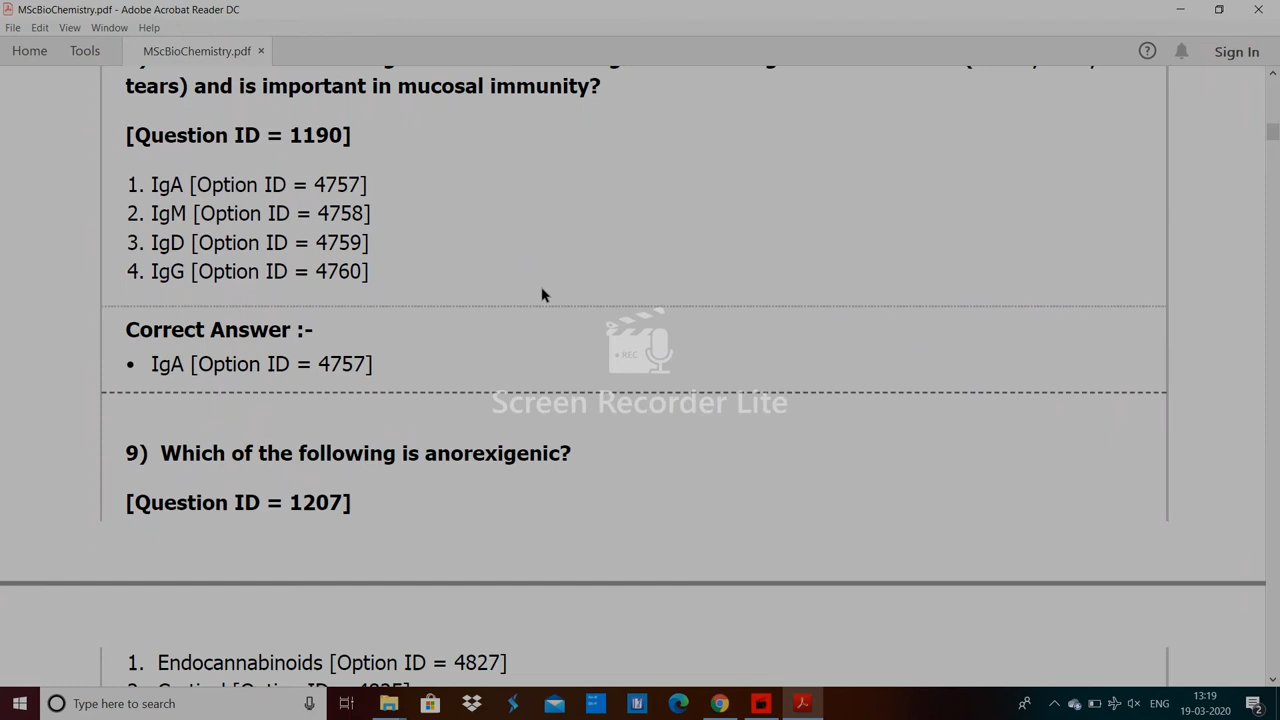 MScBioChemistry.pdf - Adobe Acrobat Reader DC
File Edit View Window Help
Home Tools MScBioChemistry.pdf × Sign In
tears) and is important in mucosal immunity?
[Question ID = 1190]
1. IgA [Option ID = 4757]
2. IgM [Option ID = 4758]
3. IgD [Option ID = 4759]
4. IgG [Option ID = 4760]
Correct Answer :-
• IgA [Option ID = 4757]
• REC
Screen Recorder Lite
9) Which of the following is anorexigenic?
[Question ID = 1207]
1. Endocannabinoids [Option ID = 4827]
Type here to search
ENG
13:19
19-03-2020
2